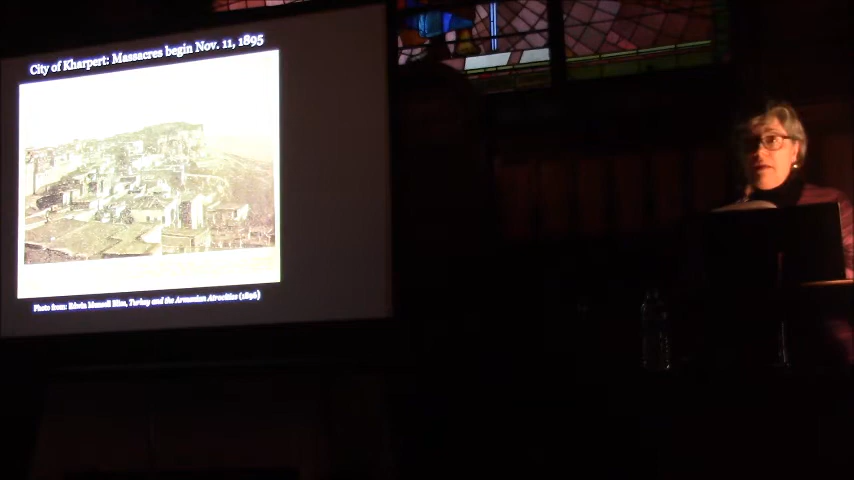 City of Kharpert: Massacres begin Nov. 11, 1895
Photo from: Edwin Munsell Bliss, Turkey and the Armenian Atrocities (1896)